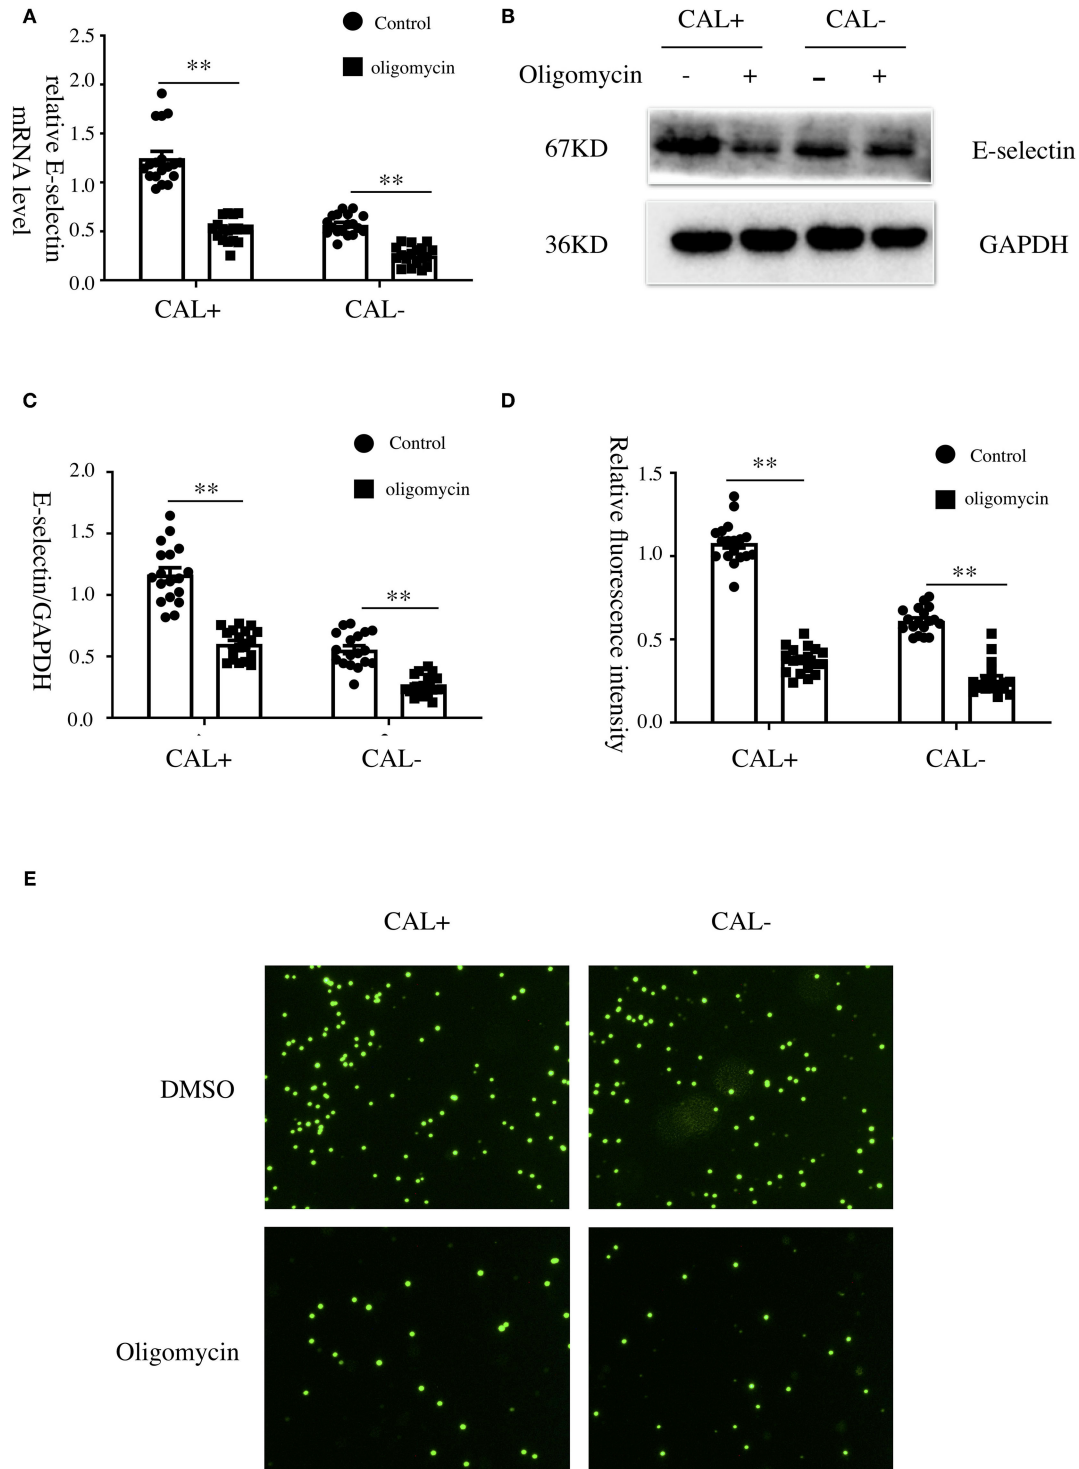 A
Control
oligomycin
relative E-selectin
mRNA level
2.5
2.0
1.5
1.0
0.5
0.0
**
**
CAL+
CAL-
B
CAL+
CAL-
Oligomycin
-
+
-
+
67KD
E-selectin
36KD
GAPDH
C
Control
oligomycin
E-selectin/GAPDH
2.0
1.5
1.0
0.5
0.0
**
**
CAL+
CAL-
D
Control
oligomycin
Relative fluorescence intensity
1.5
1.0
0.5
0.0
**
**
CAL+
CAL-
E
CAL+
CAL-
DMSO
Oligomycin